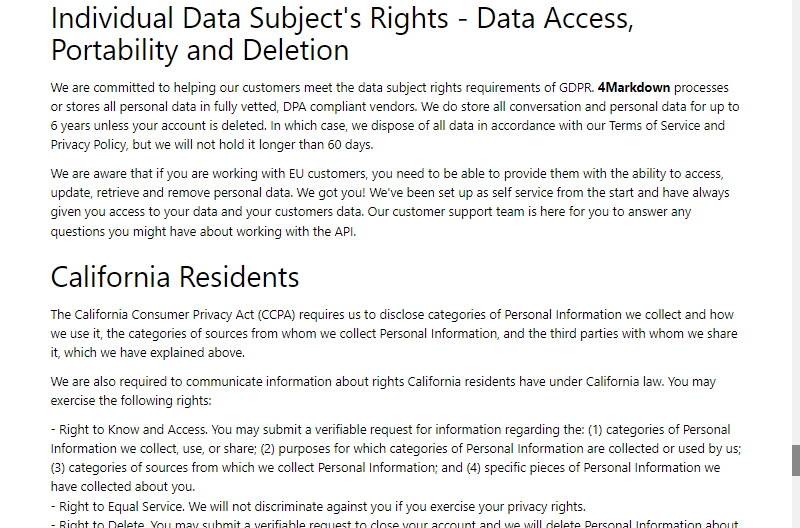 Individual Data Subject's Rights - Data Access,
Portability and Deletion
We are committed to helping our customers meet the data subject rights requirements of GDPR. 4Markdown processes
or stores all personal data in fully vetted, DPA compliant vendors. We do store all conversation and personal data for up to
6 years unless your account is deleted. In which case, we dispose of all data in accordance with our Terms of Service and
Privacy Policy, but we will not hold it longer than 60 days.
We are aware that if you are working with EU customers, you need to be able to provide them with the ability to access,
update, retrieve and remove personal data. We got you! We've been set up as self service from the start and have always
given you access to your data and your customers data. Our customer support team is here for you to answer any
questions you might have about working with the API.
California Residents
The California Consumer Privacy Act (CCPA) requires us to disclose categories of Personal Information we collect and how
we use it, the categories of sources from whom we collect Personal Information, and the third parties with whom we share
it, which we have explained above.
We are also required to communicate information about rights California residents have under California law. You may
exercise the following rights:
- Right to Know and Access. You may submit a verifiable request for information regarding the: (1) categories of Personal
Information we collect, use, or share; (2) purposes for which categories of Personal Information are collected or used by us;
(3) categories of sources from which we collect Personal Information; and (4) specific pieces of Personal Information we
have collected about you.
- Right to Equal Service. We will not discriminate against you if you exercise your privacy rights.
- Right to Delete. You may submit a verifiable request to close your account and we will delete Personal Information about